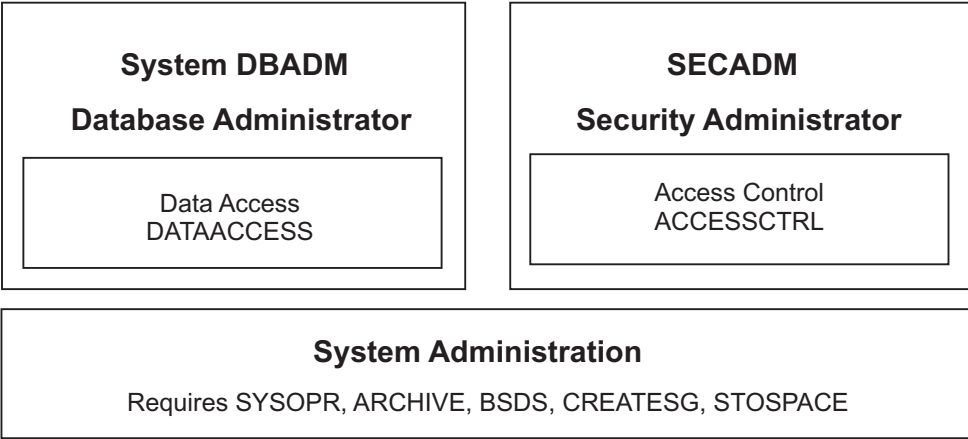 System DBADM
Database Administrator
Data Access
DATAACCESS
SECADM
Security Administrator
Access Control
ACCESSCTRL
System Administration
Requires SYSOPR, ARCHIVE, BSDS, CREATESG, STOSPACE